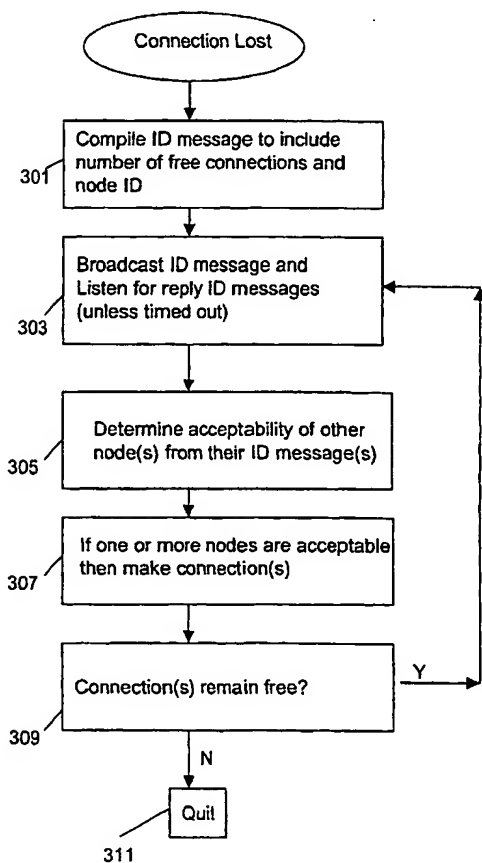 Connection Lost
Compile ID message to include
number of free connections and
node ID
301
Broadcast ID message and
Listen for reply ID messages
(unless timed out)
303
Determine acceptability of other
node(s) from their ID message(s)
305
If one or more nodes are acceptable
then make connection(s)
307
Connection(s) remain free?
Y
309
N
Quit
311